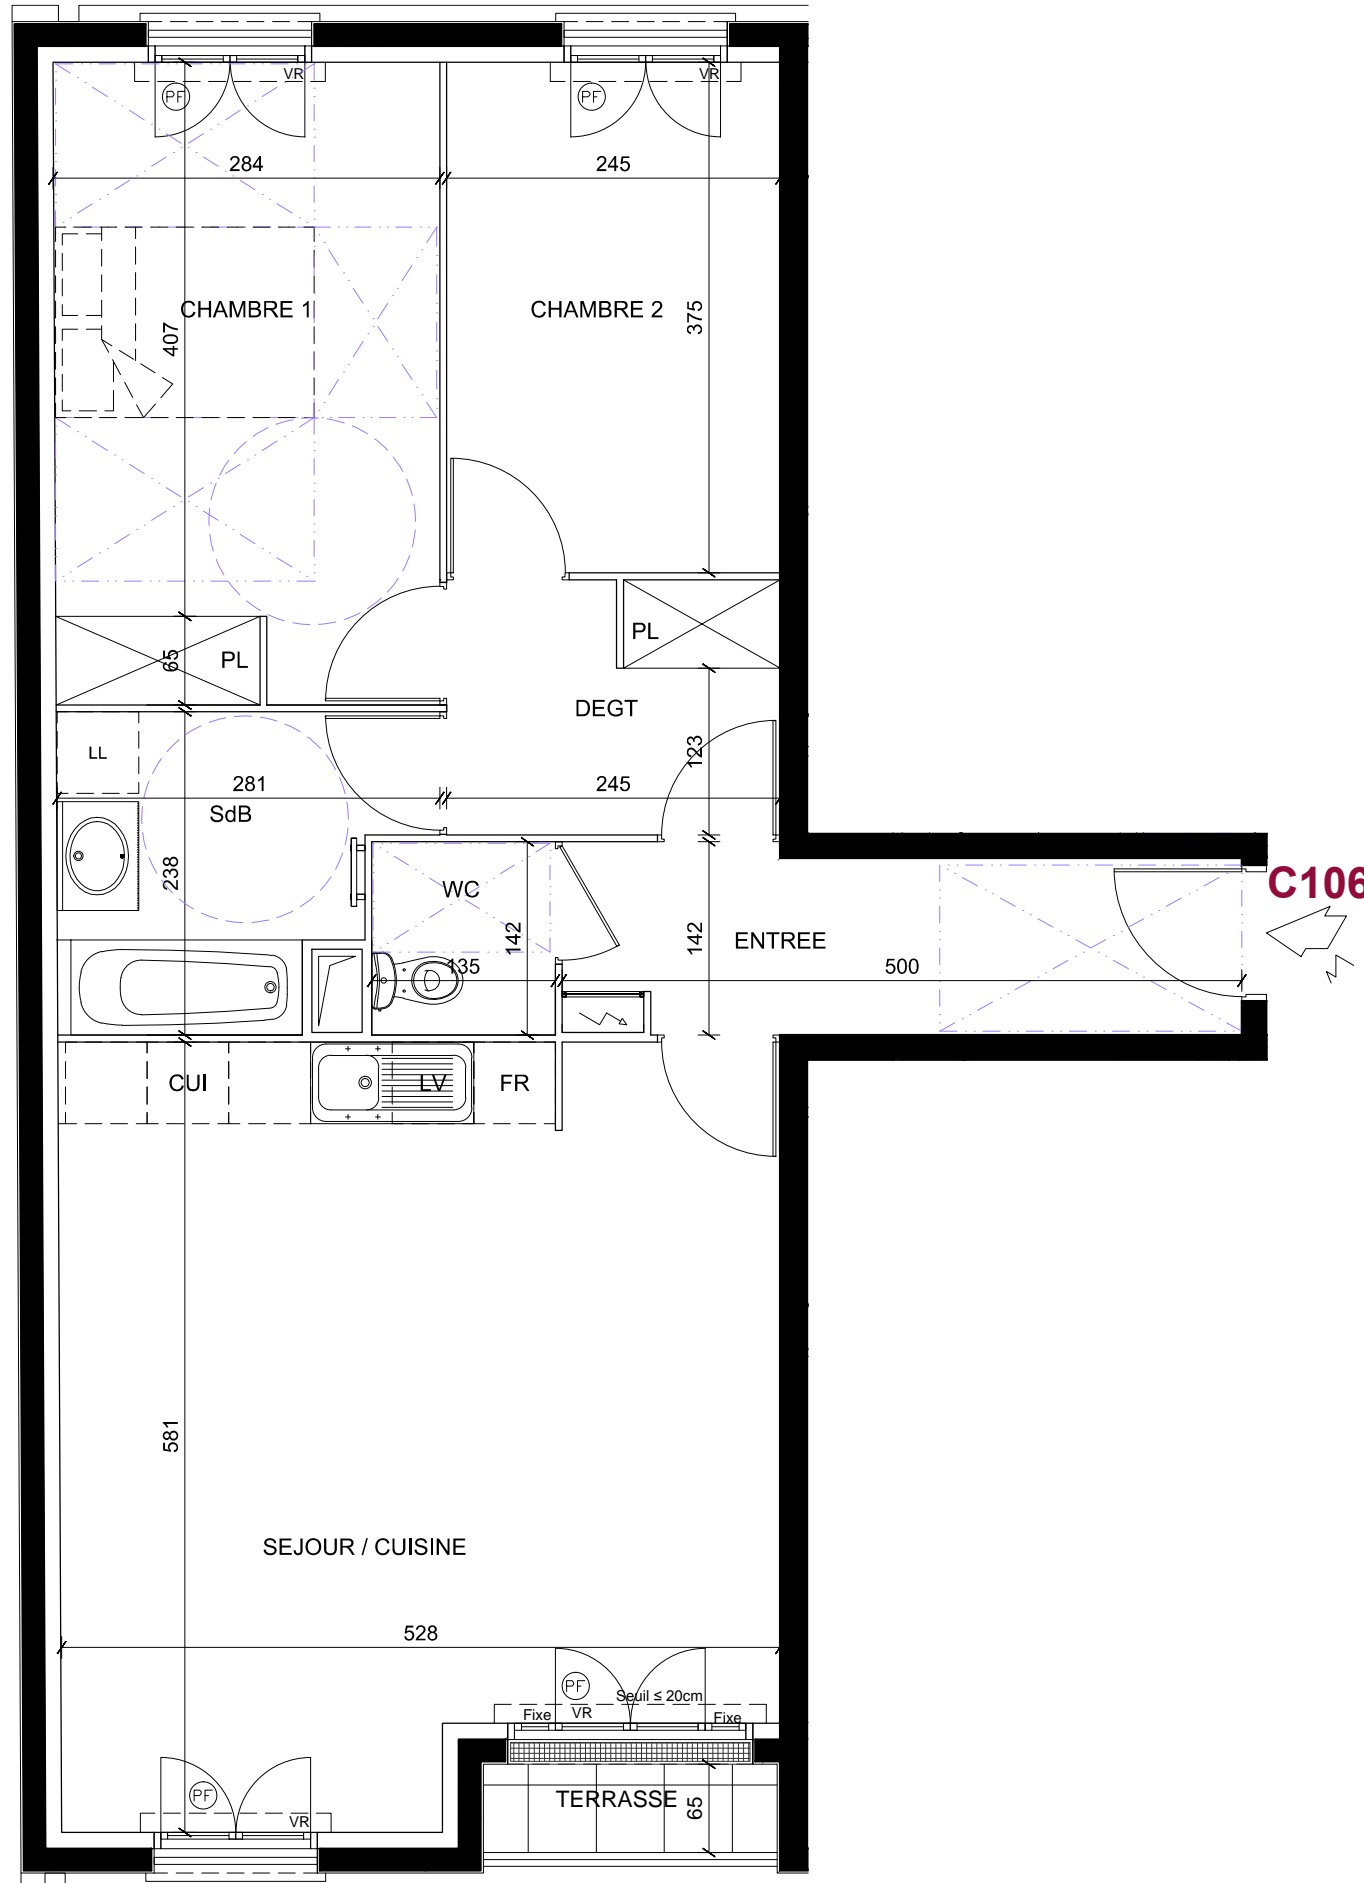 VR
VR
PF
PF
284
245
CHAMBRE 1
CHAMBRE 2
407
375
PL
65
PL
DEGT
LL
123
281
245
SdB
238
WC
142
142
C106
ENTREE
135
500
CUI
LV
FR
581
SEJOUR / CUISINE
528
PF
Seuil ≤ 20cm
Fixe
VR
Fixe
PF
TERRASSE
65
VR